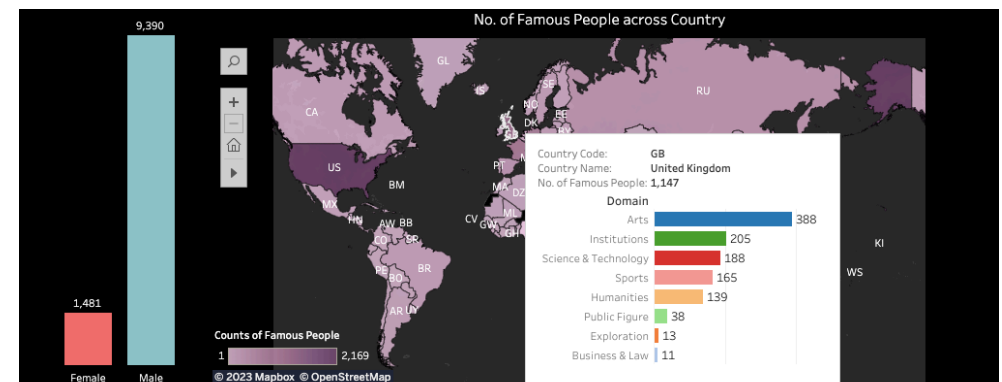 No. of Famous People across Country
9,390
1,481
Female
Male
GL
IS
SE
NO
RU
CA
DK
EE
BY
GB
US
PT
BM
MA
DZ
MX
HN
AW BB
CV
GW
ML
GH
CO
SR
PE
BR
BO
AR
UY
KI
WS
Country Code: GB
Country Name: United Kingdom
No. of Famous People: 1,147
Domain
Arts 388
Institutions 205
Science & Technology 188
Sports 165
Humanities 139
Public Figure 38
Exploration 13
Business & Law 11
Counts of Famous People
1 2,169
© 2023 Mapbox © OpenStreetMap